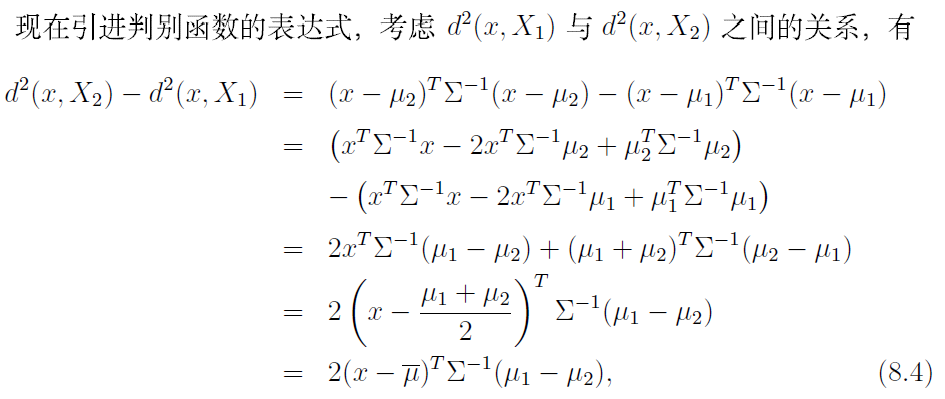 现在引进判别函数的表达式，考虑 d²(x, X₁) 与 d²(x, X₂) 之间的关系，有
d²(x, X₂) − d²(x, X₁) = (x − μ₂)ᵀΣ⁻¹(x − μ₂) − (x − μ₁)ᵀΣ⁻¹(x − μ₁)
= (xᵀΣ⁻¹x − 2xᵀΣ⁻¹μ₂ + μ₂ᵀΣ⁻¹μ₂)
− (xᵀΣ⁻¹x − 2xᵀΣ⁻¹μ₁ + μ₁ᵀΣ⁻¹μ₁)
= 2xᵀΣ⁻¹(μ₁ − μ₂) + (μ₁ + μ₂)ᵀΣ⁻¹(μ₂ − μ₁)
= 2(x − (μ₁ + μ₂)/2)ᵀ Σ⁻¹(μ₁ − μ₂)
= 2(x − μ̅)ᵀΣ⁻¹(μ₁ − μ₂), (8.4)